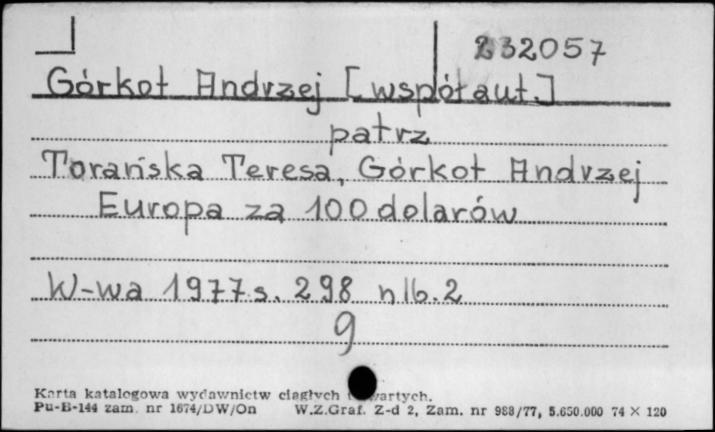 232057
Górkot Andrzej [współaut.]
patrz
Torańska Teresa, Górkot Andrzej
Europa za 100 dolarów
W-wa 1977 s. 298 nlb. 2
9
Karta katalogowa wydawnictw ciągłych i zwartych.
Pu-B-144 zam. nr 1674/DW/On W.Z.Graf. Z-d 2, Zam. nr 988/77, 5.650.000 74 × 120